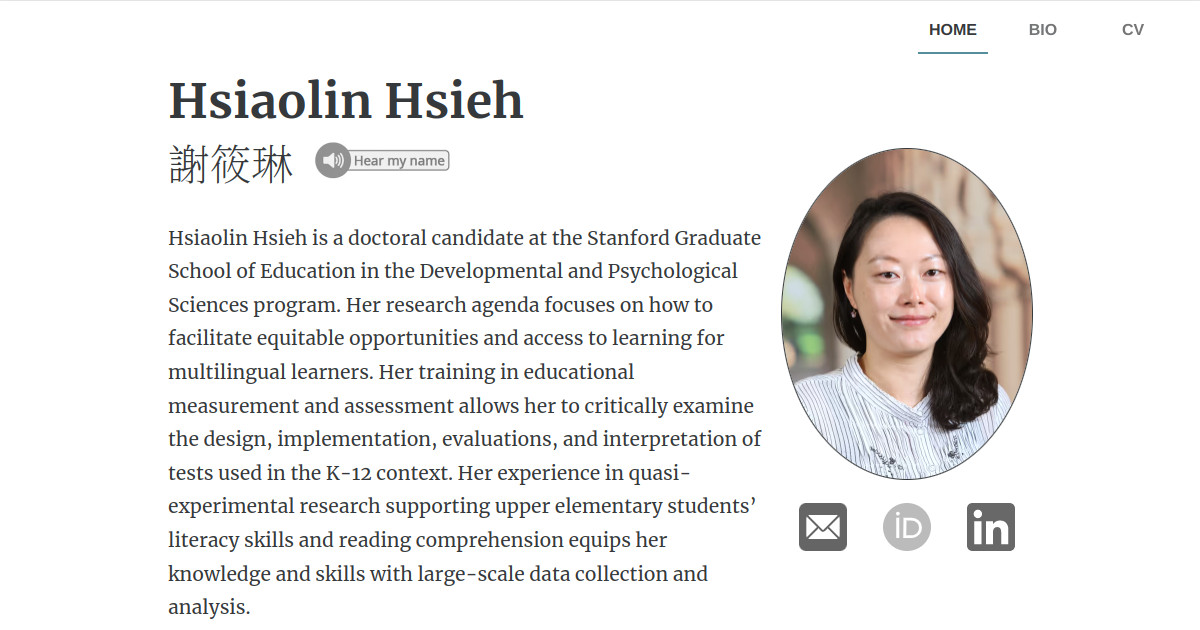 HOME BIO CV
Hsiaolin Hsieh
謝筱琳 Hear my name
Hsiaolin Hsieh is a doctoral candidate at the Stanford Graduate
School of Education in the Developmental and Psychological
Sciences program. Her research agenda focuses on how to
facilitate equitable opportunities and access to learning for
multilingual learners. Her training in educational
measurement and assessment allows her to critically examine
the design, implementation, evaluations, and interpretation of
tests used in the K-12 context. Her experience in quasi-
experimental research supporting upper elementary students’
literacy skills and reading comprehension equips her
knowledge and skills with large-scale data collection and
analysis.
iD
in